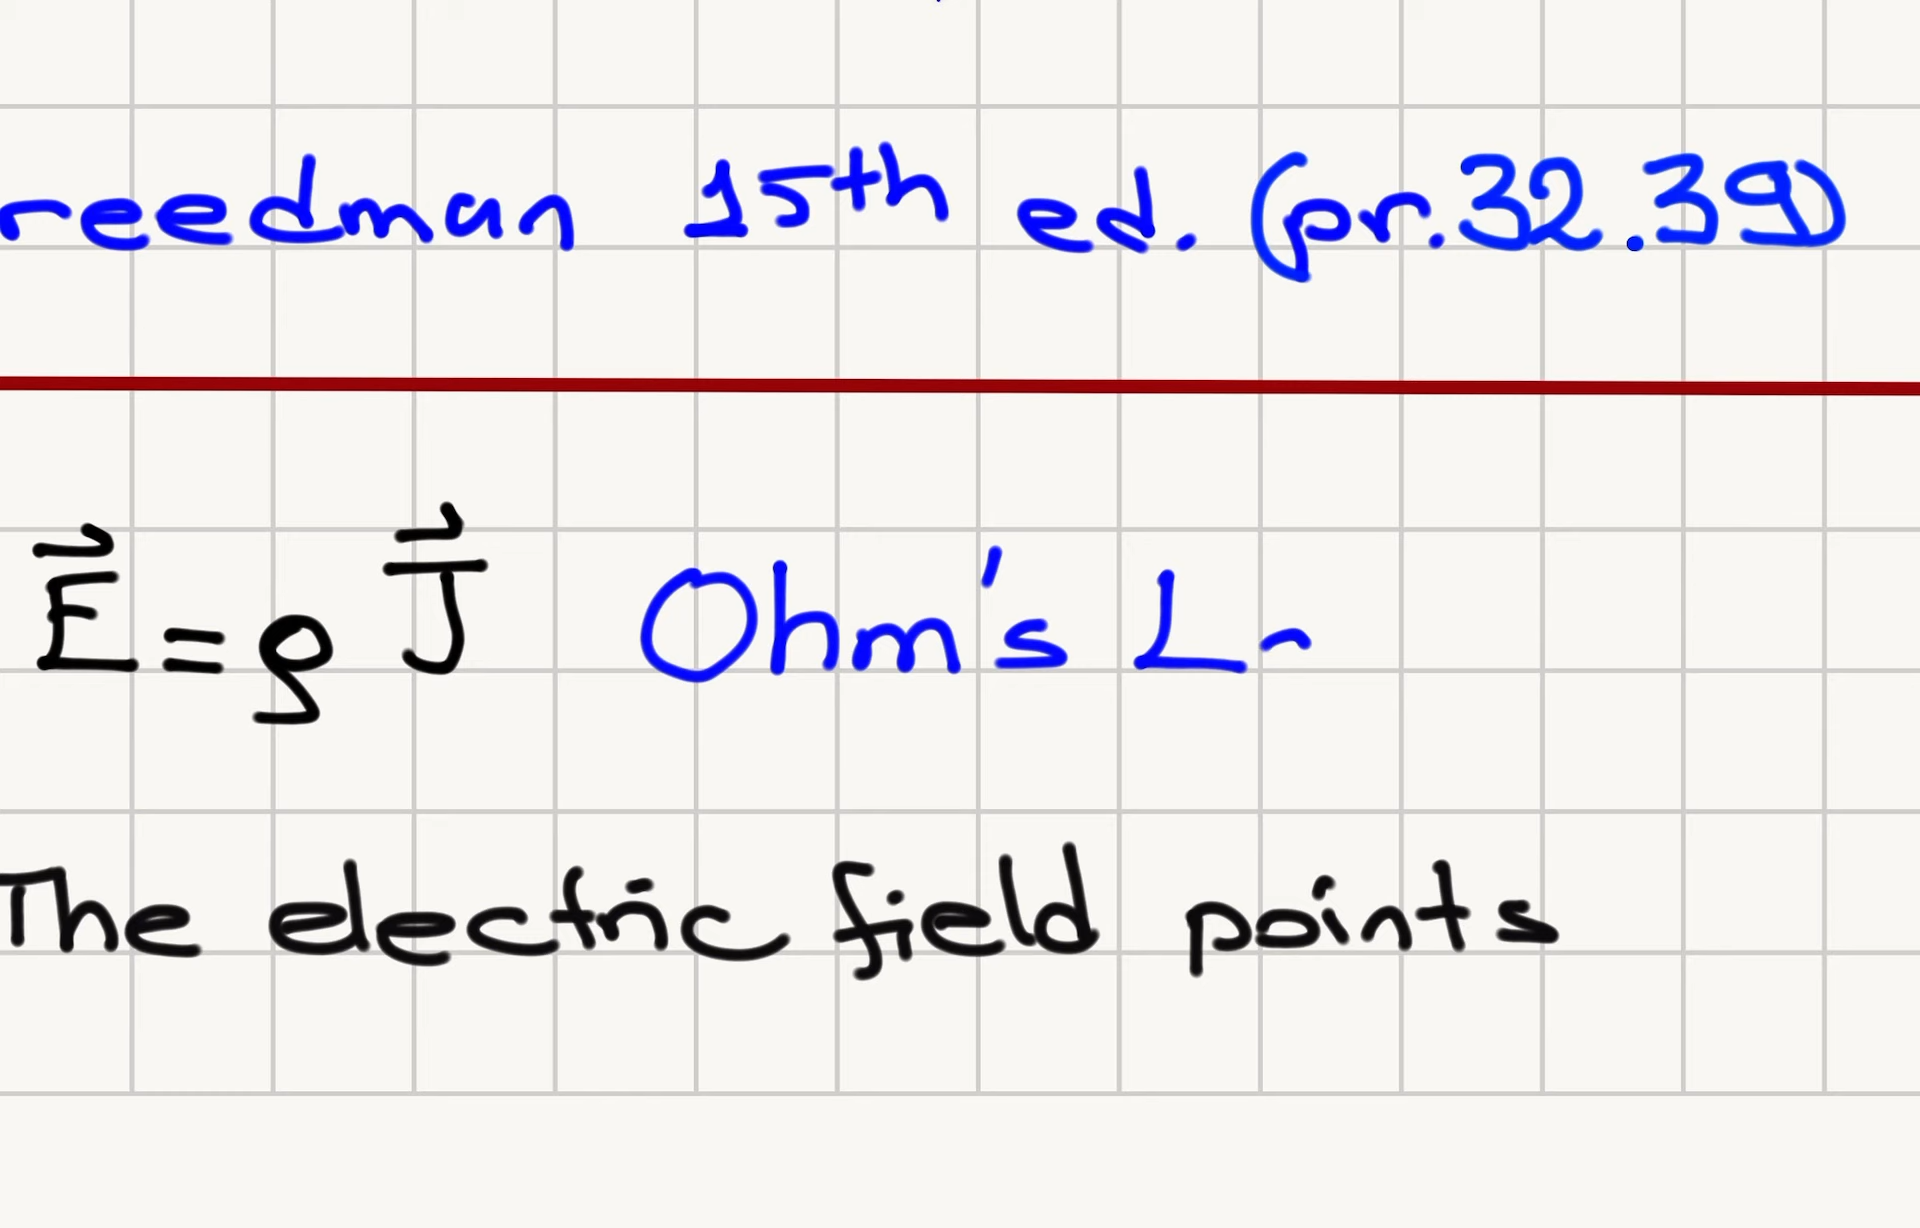 reedman 15th ed. (pr.32.39)
E⃗ = ρ J⃗ Ohm's L
The electric field points